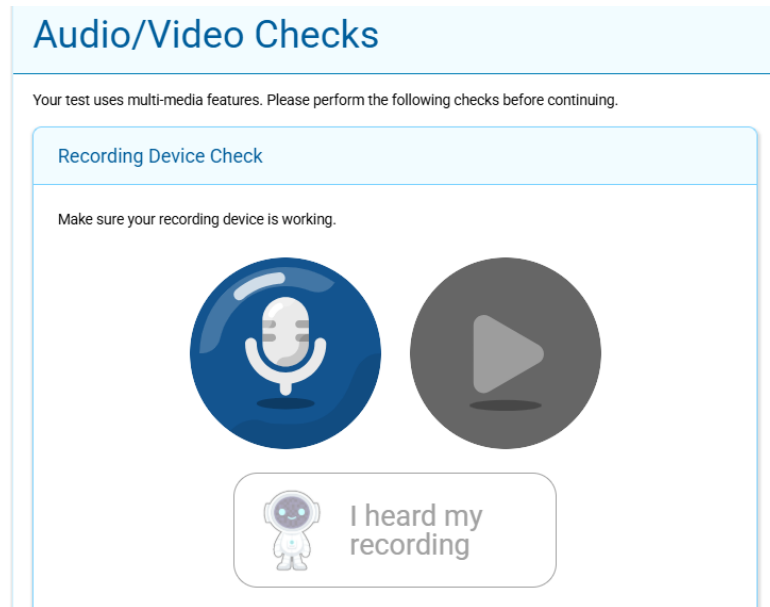 Audio/Video Checks
Your test uses multi-media features. Please perform the following checks before continuing.
Recording Device Check
Make sure your recording device is working.
I heard my
recording